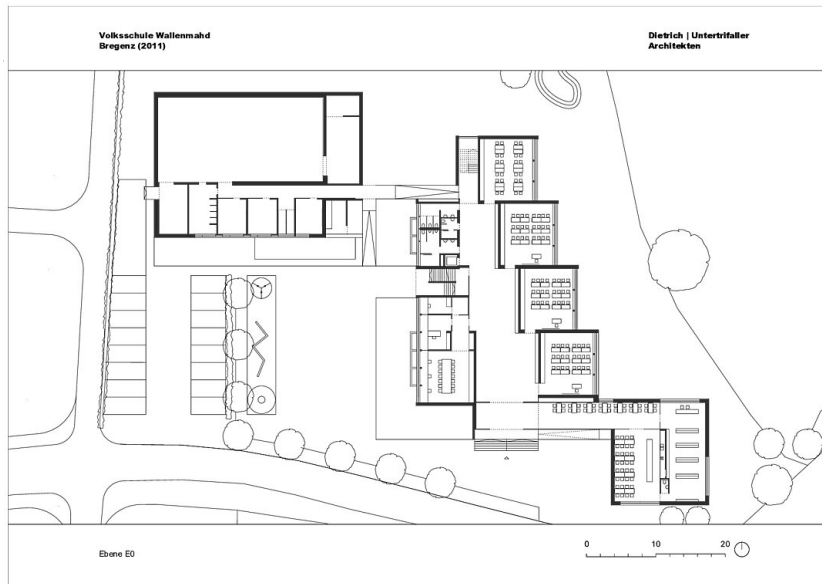 Volksschule Wallenmahd
Bregenz (2011)
Dietrich | Untertrifaller
Architekten
Ebene E0
0 10 20